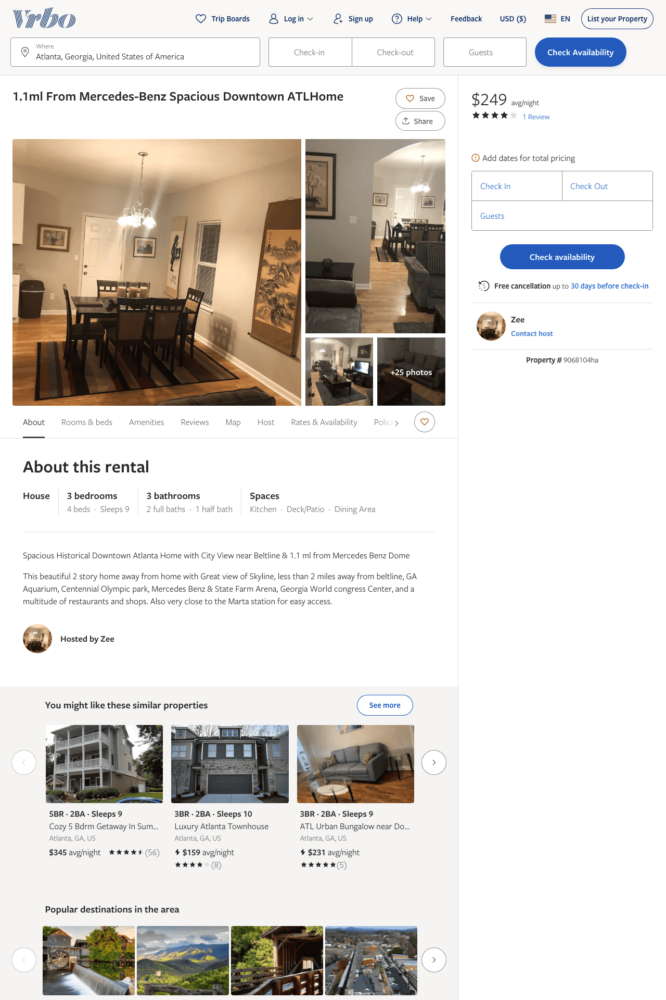 Vrbo
Trip Boards
Log in
Sign up
Help
Feedback
USD ($)
EN
List your Property
Where
Atlanta, Georgia, United States of America
Check-in
Check-out
Guests
Check Availability
1.1ml From Mercedes-Benz Spacious Downtown ATLHome
Save
Share
+25 photos
$249 avg/night
1 Review
Add dates for total pricing
Check In
Check Out
Guests
Check availability
Free cancellation up to 30 days before check-in
Zee
Contact host
Property # 9068104ha
About
Rooms & beds
Amenities
Reviews
Map
Host
Rates & Availability
Polici
About this rental
House
3 bedrooms
4 beds · Sleeps 9
3 bathrooms
2 full baths · 1 half bath
Spaces
Kitchen · Deck/Patio · Dining Area
Spacious Historical Downtown Atlanta Home with City View near Beltline & 1.1 ml from Mercedes Benz Dome
This beautiful 2 story home away from home with Great view of Skyline, less than 2 miles away from beltline, GA
Aquarium, Centennial Olympic park, Mercedes Benz & State Farm Arena, Georgia World congress Center, and a
multitude of restaurants and shops. Also very close to the Marta station for easy access.
Hosted by Zee
You might like these similar properties
See more
5BR · 2BA · Sleeps 9
Cozy 5 Bdrm Getaway In Sum...
Atlanta, GA, US
$345 avg/night (56)
3BR · 2BA · Sleeps 10
Luxury Atlanta Townhouse
Atlanta, GA, US
$159 avg/night
(8)
3BR · 2BA · Sleeps 9
ATL Urban Bungalow near Do...
Atlanta, GA, US
$231 avg/night
(5)
Popular destinations in the area